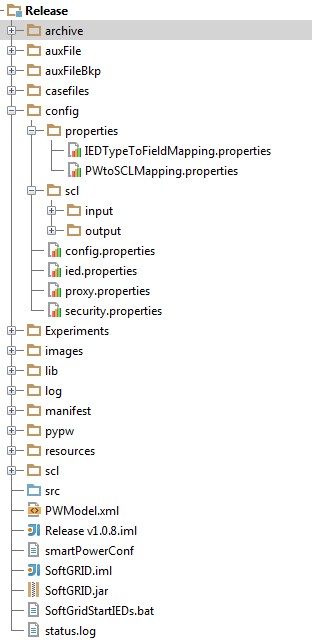 Release
archive
auxFile
auxFileBkp
casefiles
config
properties
IEDTypeToFieldMapping.properties
PWtoSCLMapping.properties
scl
input
output
config.properties
ied.properties
proxy.properties
security.properties
Experiments
images
lib
log
manifest
pypw
resources
scl
src
PWModel.xml
Release v1.0.8.iml
smartPowerConf
SoftGRID.iml
SoftGRID.jar
SoftGridStartIEDs.bat
status.log